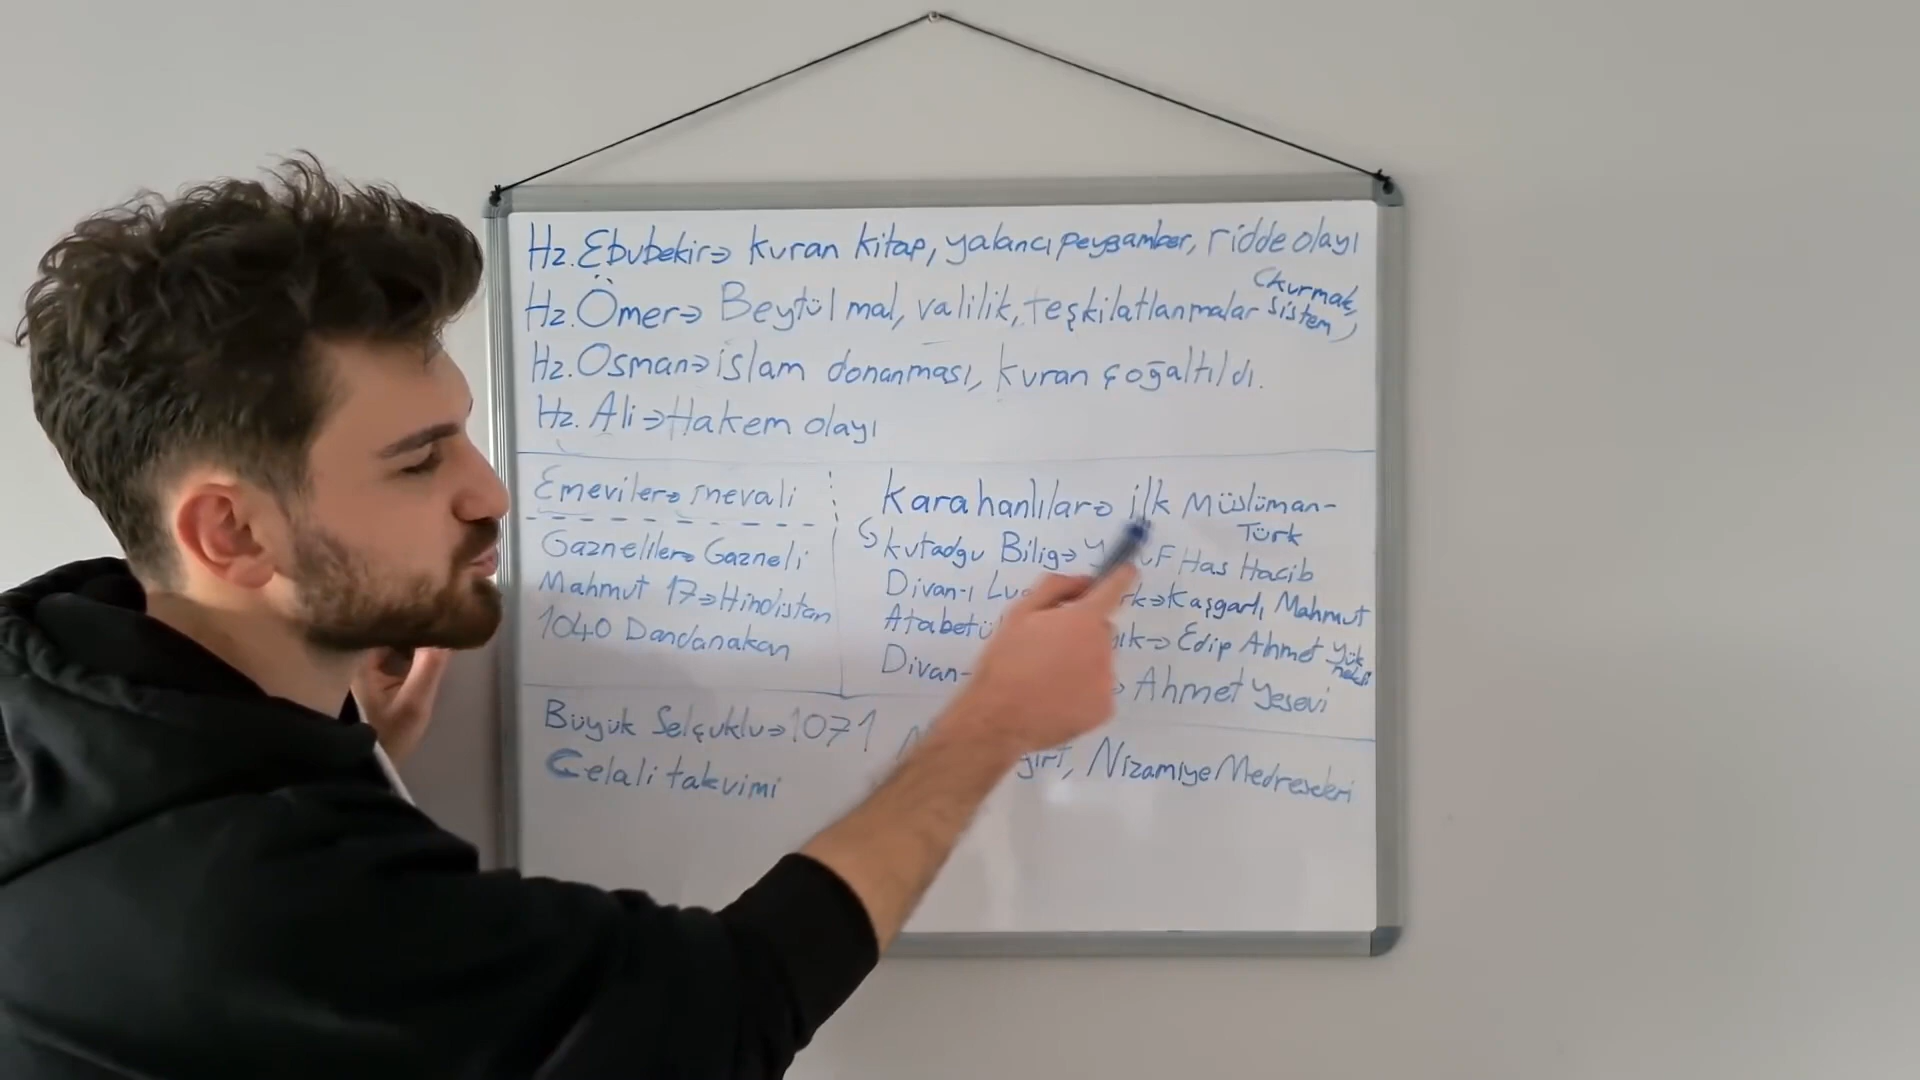 Hz. Ebubekir→ kuran kitap, yalancı peygamber, ridde olayı
Hz. Ömer→ Beytül mal, valilik, teşkilatlanmalar (kurmak, sistem)
Hz. Osman→ islam donanması, kuran çoğaltıldı.
Hz. Ali→ Hakem olayı
Emeviler→ mevali
Gazneliler→ Gazneli
Mahmut 17→Hindistan
1040 Dandanakan
Karahanlılar→ ilk Müslüman-
Türk
kutadgu Bilig→ Has Hacib
Divan-ı →Kaşgarlı Mahmut
→ Edip Ahmet Yük
neki
Divan- → Ahmet Yesevi
Büyük Selçuklu→1071 Nizamiye Medreseleri
Celali takvimi